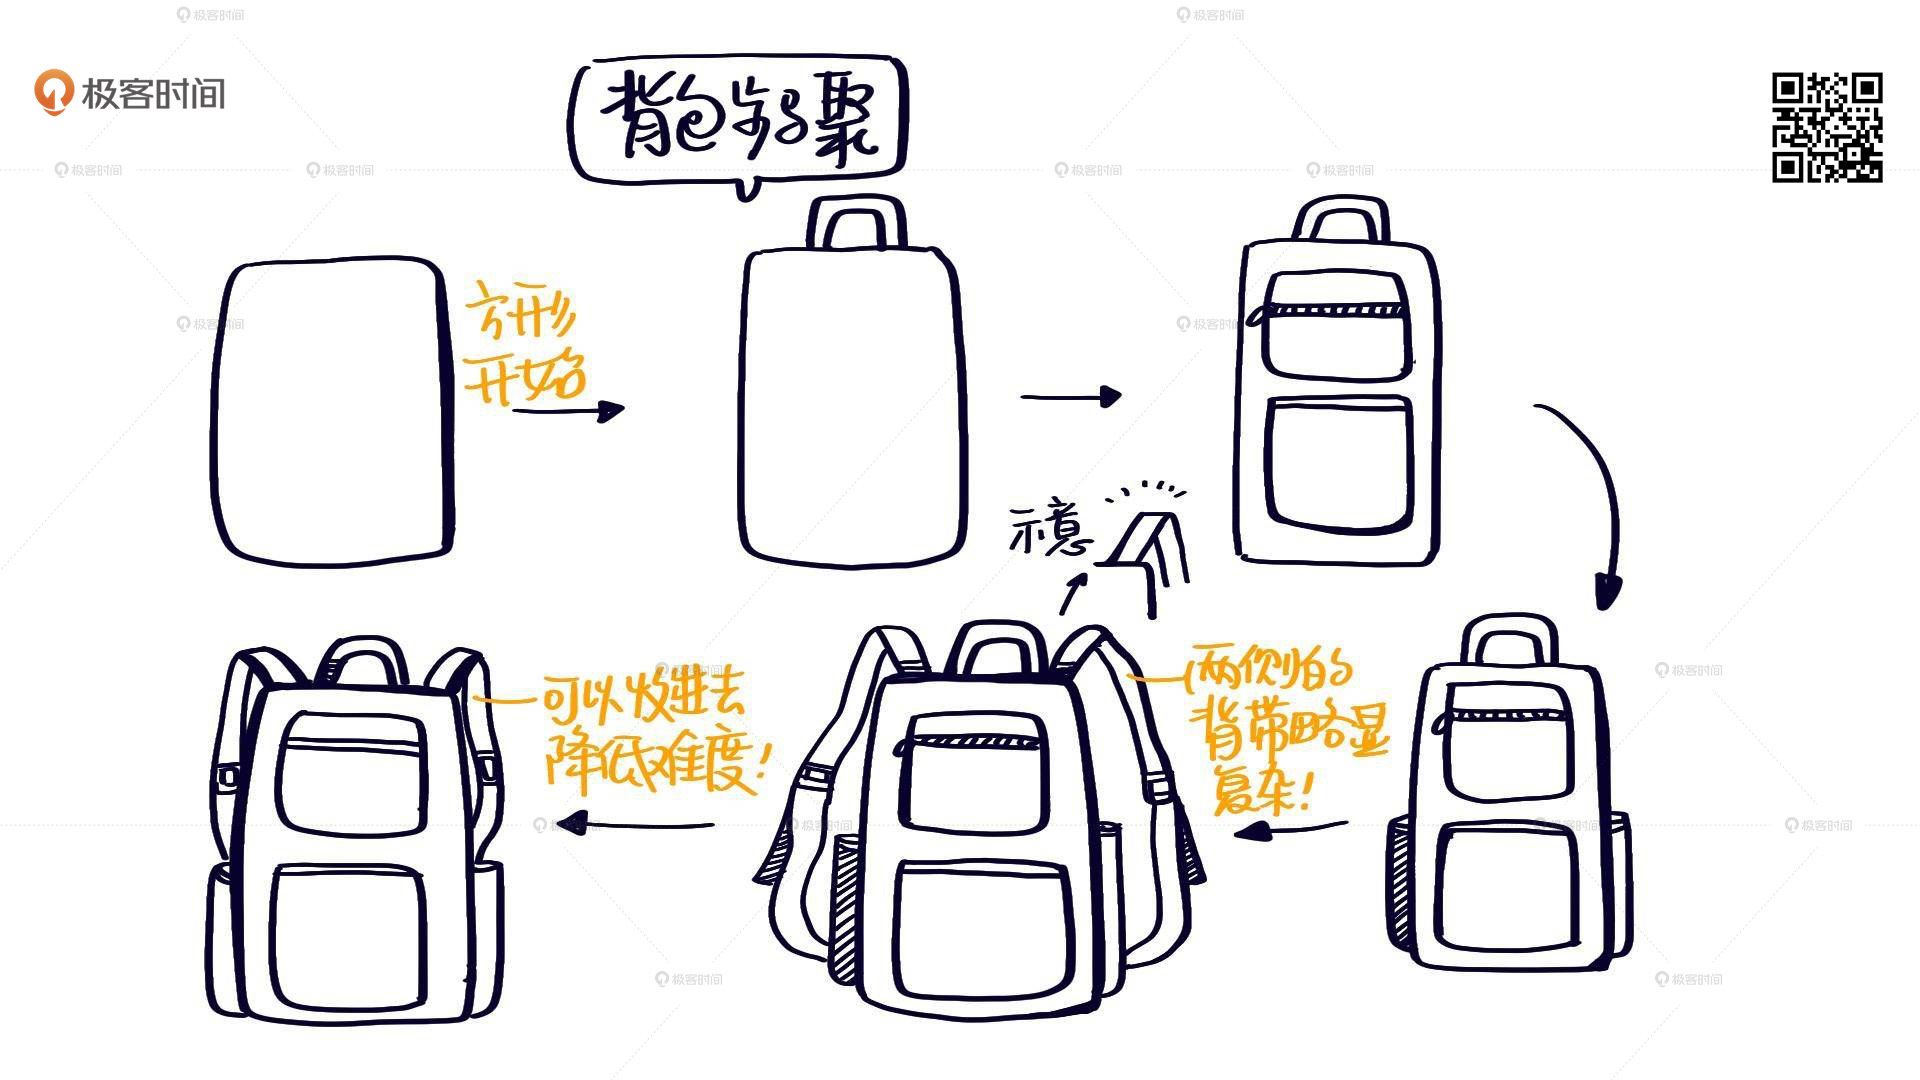 极客时间
背包步骤
方形
开始
示意
两侧的
背带略显
复杂!
可以收进去
降低难度!